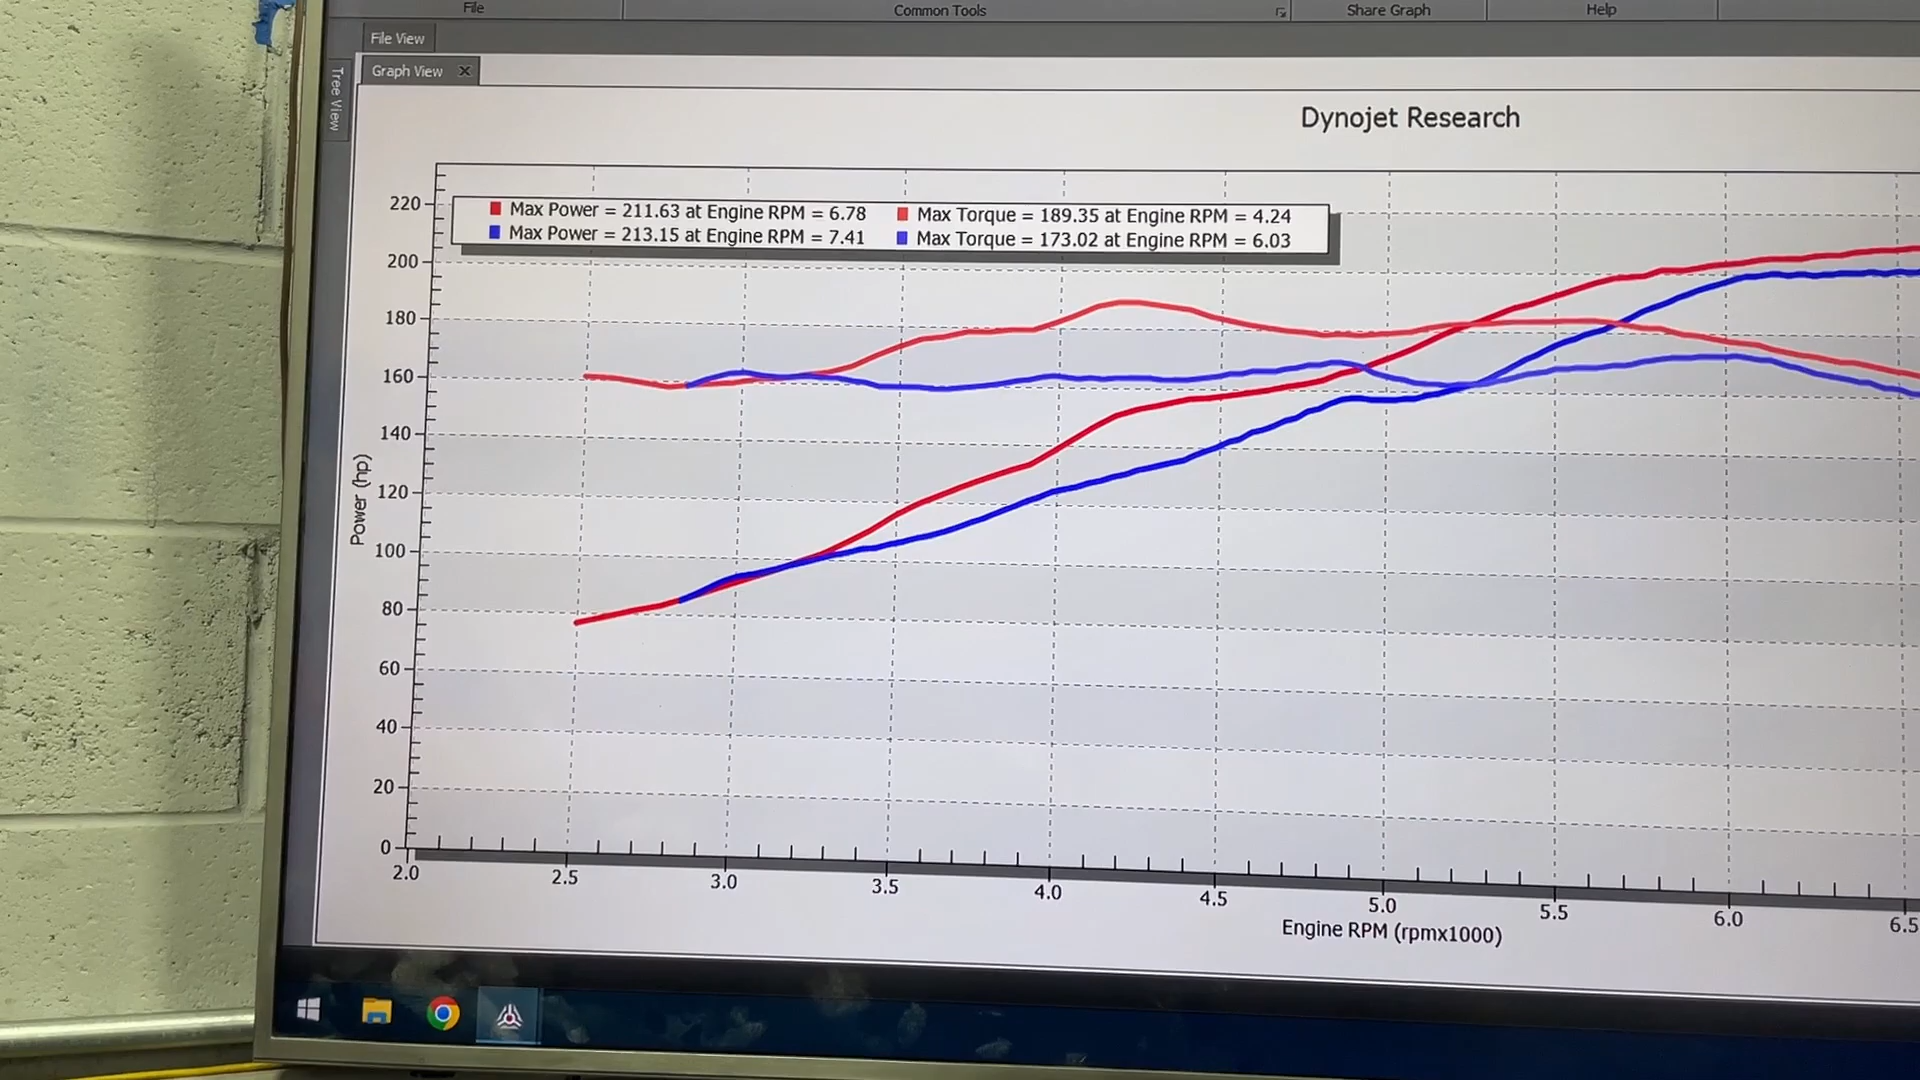 File
Common Tools
Share Graph
Help
File View
Tree View
Graph View X
Dynojet Research
Max Power = 211.63 at Engine RPM = 6.78
Max Torque = 189.35 at Engine RPM = 4.24
Max Power = 213.15 at Engine RPM = 7.41
Max Torque = 173.02 at Engine RPM = 6.03
Power (hp)
220
200
180
160
140
120
100
80
60
40
20
0
2.0 2.5 3.0 3.5 4.0 4.5 5.0 5.5 6.0 6.5
Engine RPM (rpmx1000)